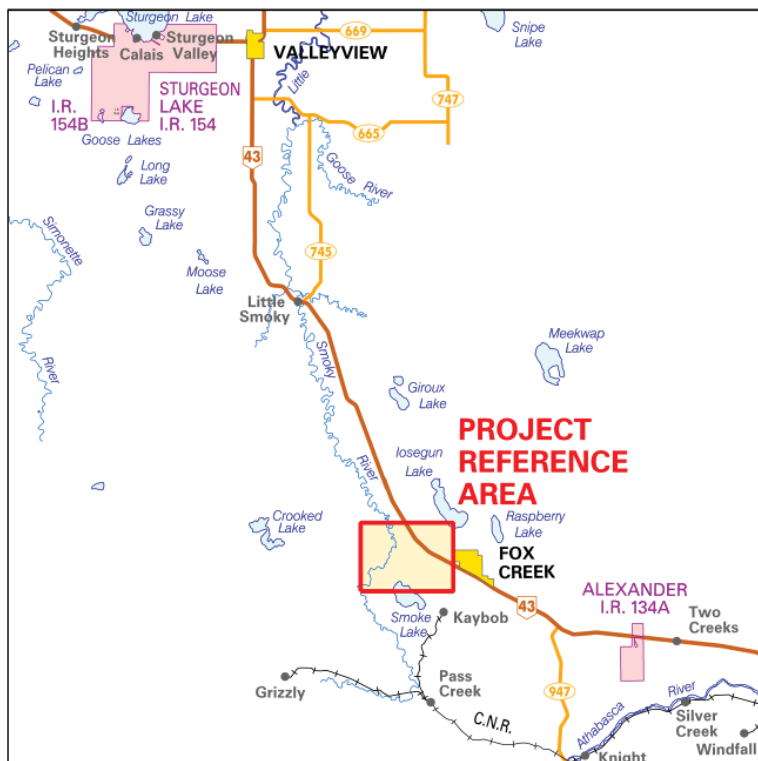 Sturgeon Lake
Sturgeon
Heights
Calais
Sturgeon
Valley
VALLEYVIEW
669
Snipe
Lake
Pelican
Lake
I.R.
154B
STURGEON
LAKE
I.R. 154
Little
747
665
Goose Lakes
43
Goose
River
Long
Lake
Grassy
Lake
Simonette
River
Moose
Lake
745
Little
Smoky
Smoky
River
Meekwap
Lake
Giroux
Lake
PROJECT
REFERENCE
AREA
Iosegun
Lake
Raspberry
Lake
Crooked
Lake
FOX
CREEK
Smoke
Lake
43
ALEXANDER
I.R. 134A
Two
Creeks
Kaybob
Grizzly
Pass
Creek
947
C.N.R.
Athabasca
River
Silver
Creek
Windfall
Knight